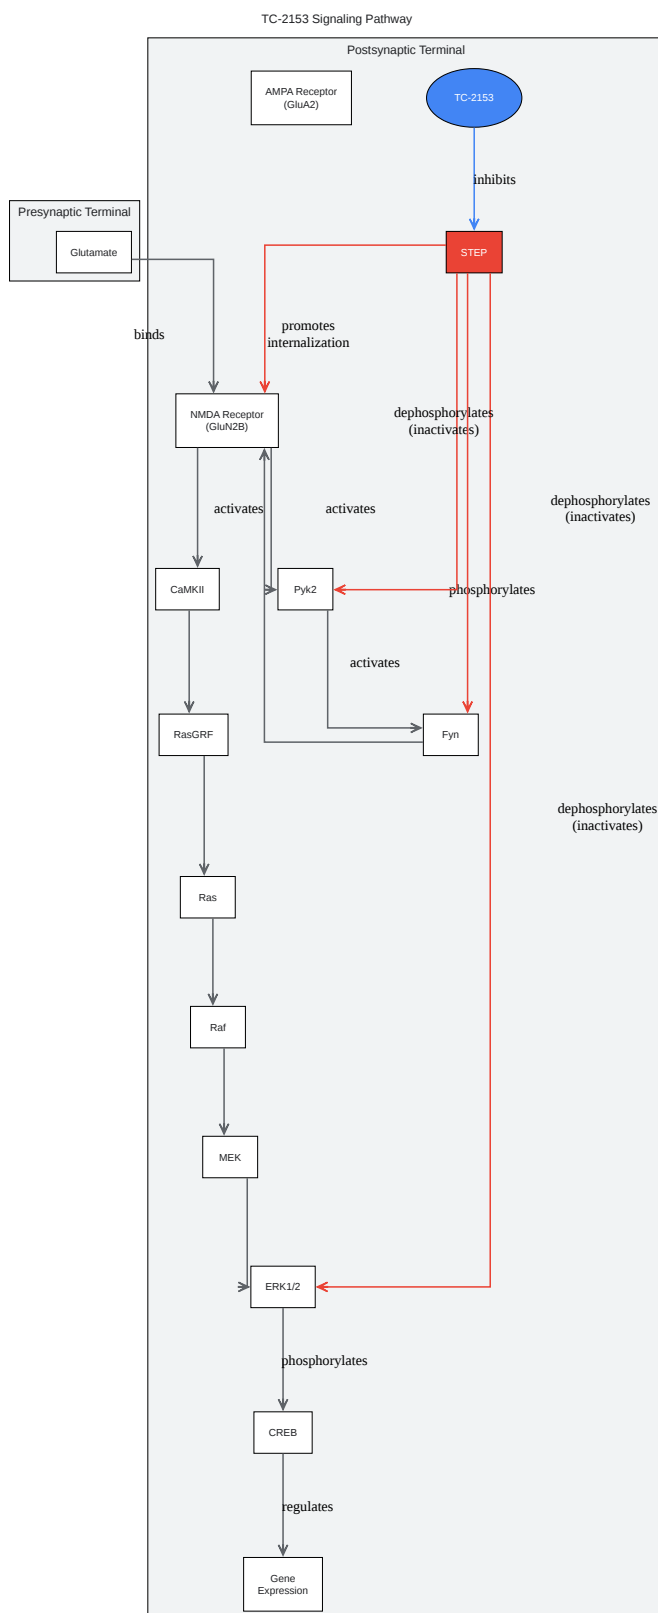 TC-2153 Signaling Pathway
Postsynaptic Terminal
AMPA Receptor
(GluA2)
TC-2153
inhibits
Presynaptic Terminal
Glutamate
STEP
binds
promotes
internalization
NMDA Receptor
(GluN2B)
dephosphorylates
(inactivates)
activates
activates
dephosphorylates
(inactivates)
CaMKII
Pyk2
phosphorylates
activates
RasGRF
Fyn
dephosphorylates
(inactivates)
Ras
Raf
MEK
ERK1/2
phosphorylates
CREB
regulates
Gene
Expression